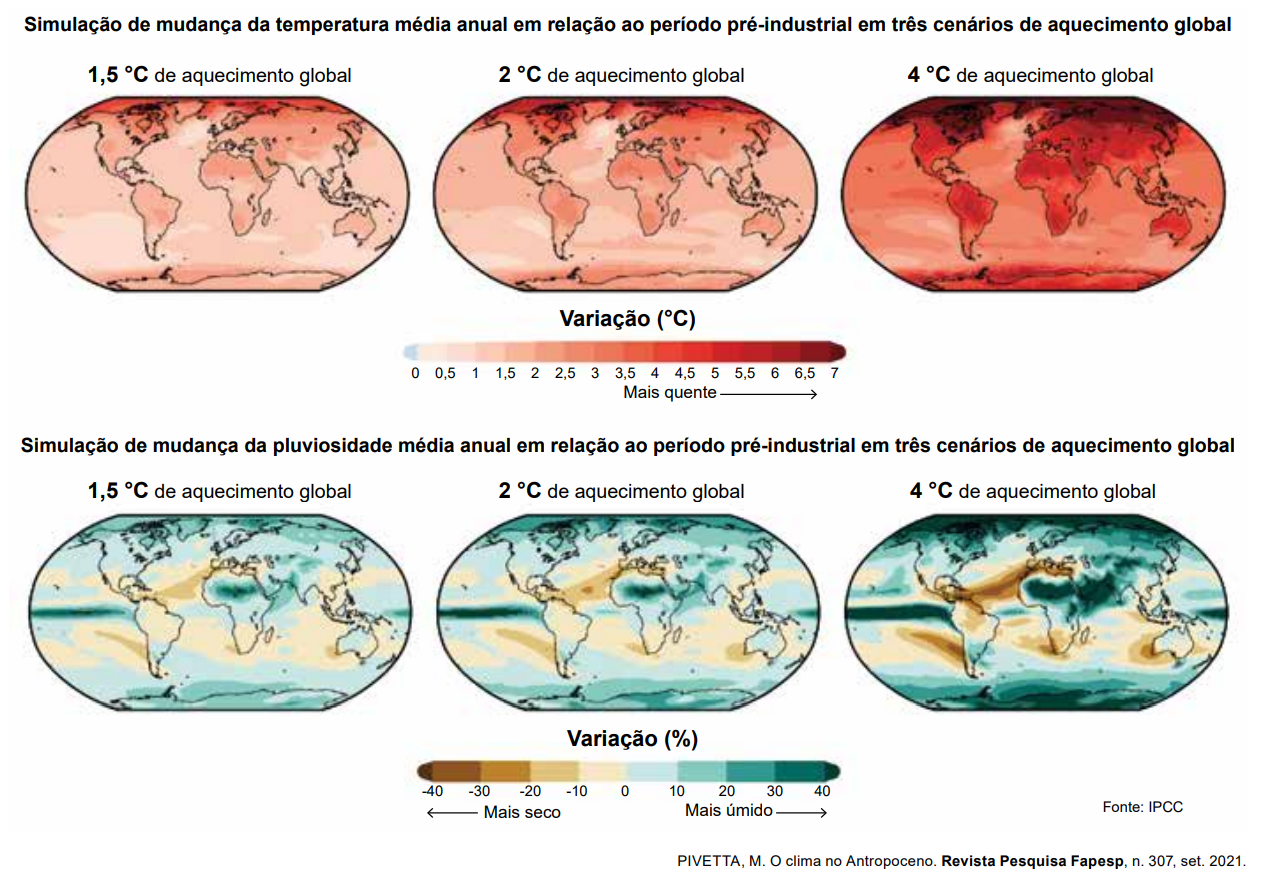 Simulação de mudança da temperatura média anual em relação ao período pré-industrial em três cenários de aquecimento global
1,5 °C de aquecimento global
2 °C de aquecimento global
4 °C de aquecimento global
Variação (°C)
0 0,5 1 1,5 2 2,5 3 3,5 4 4,5 5 5,5 6 6,5 7
Mais quente
Simulação de mudança da pluviosidade média anual em relação ao período pré-industrial em três cenários de aquecimento global
1,5 °C de aquecimento global
2 °C de aquecimento global
4 °C de aquecimento global
Variação (%)
-40 -30 -20 -10 0 10 20 30 40
Mais seco
Mais úmido
Fonte: IPCC
PIVETTA, M. O clima no Antropoceno. Revista Pesquisa Fapesp, n. 307, set. 2021.